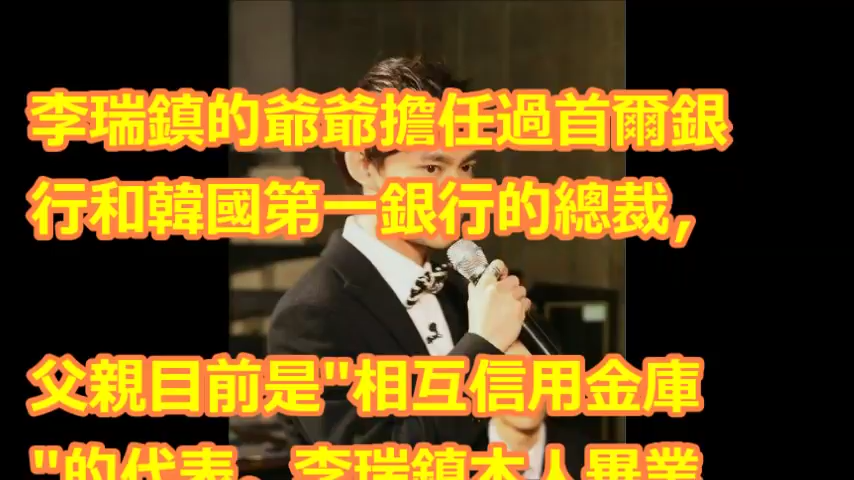 李瑞鎮的爺爺擔任過首爾銀
行和韓國第一銀行的總裁,
父親目前是"相互信用金庫
"的代表。李瑞鎮本人畢業